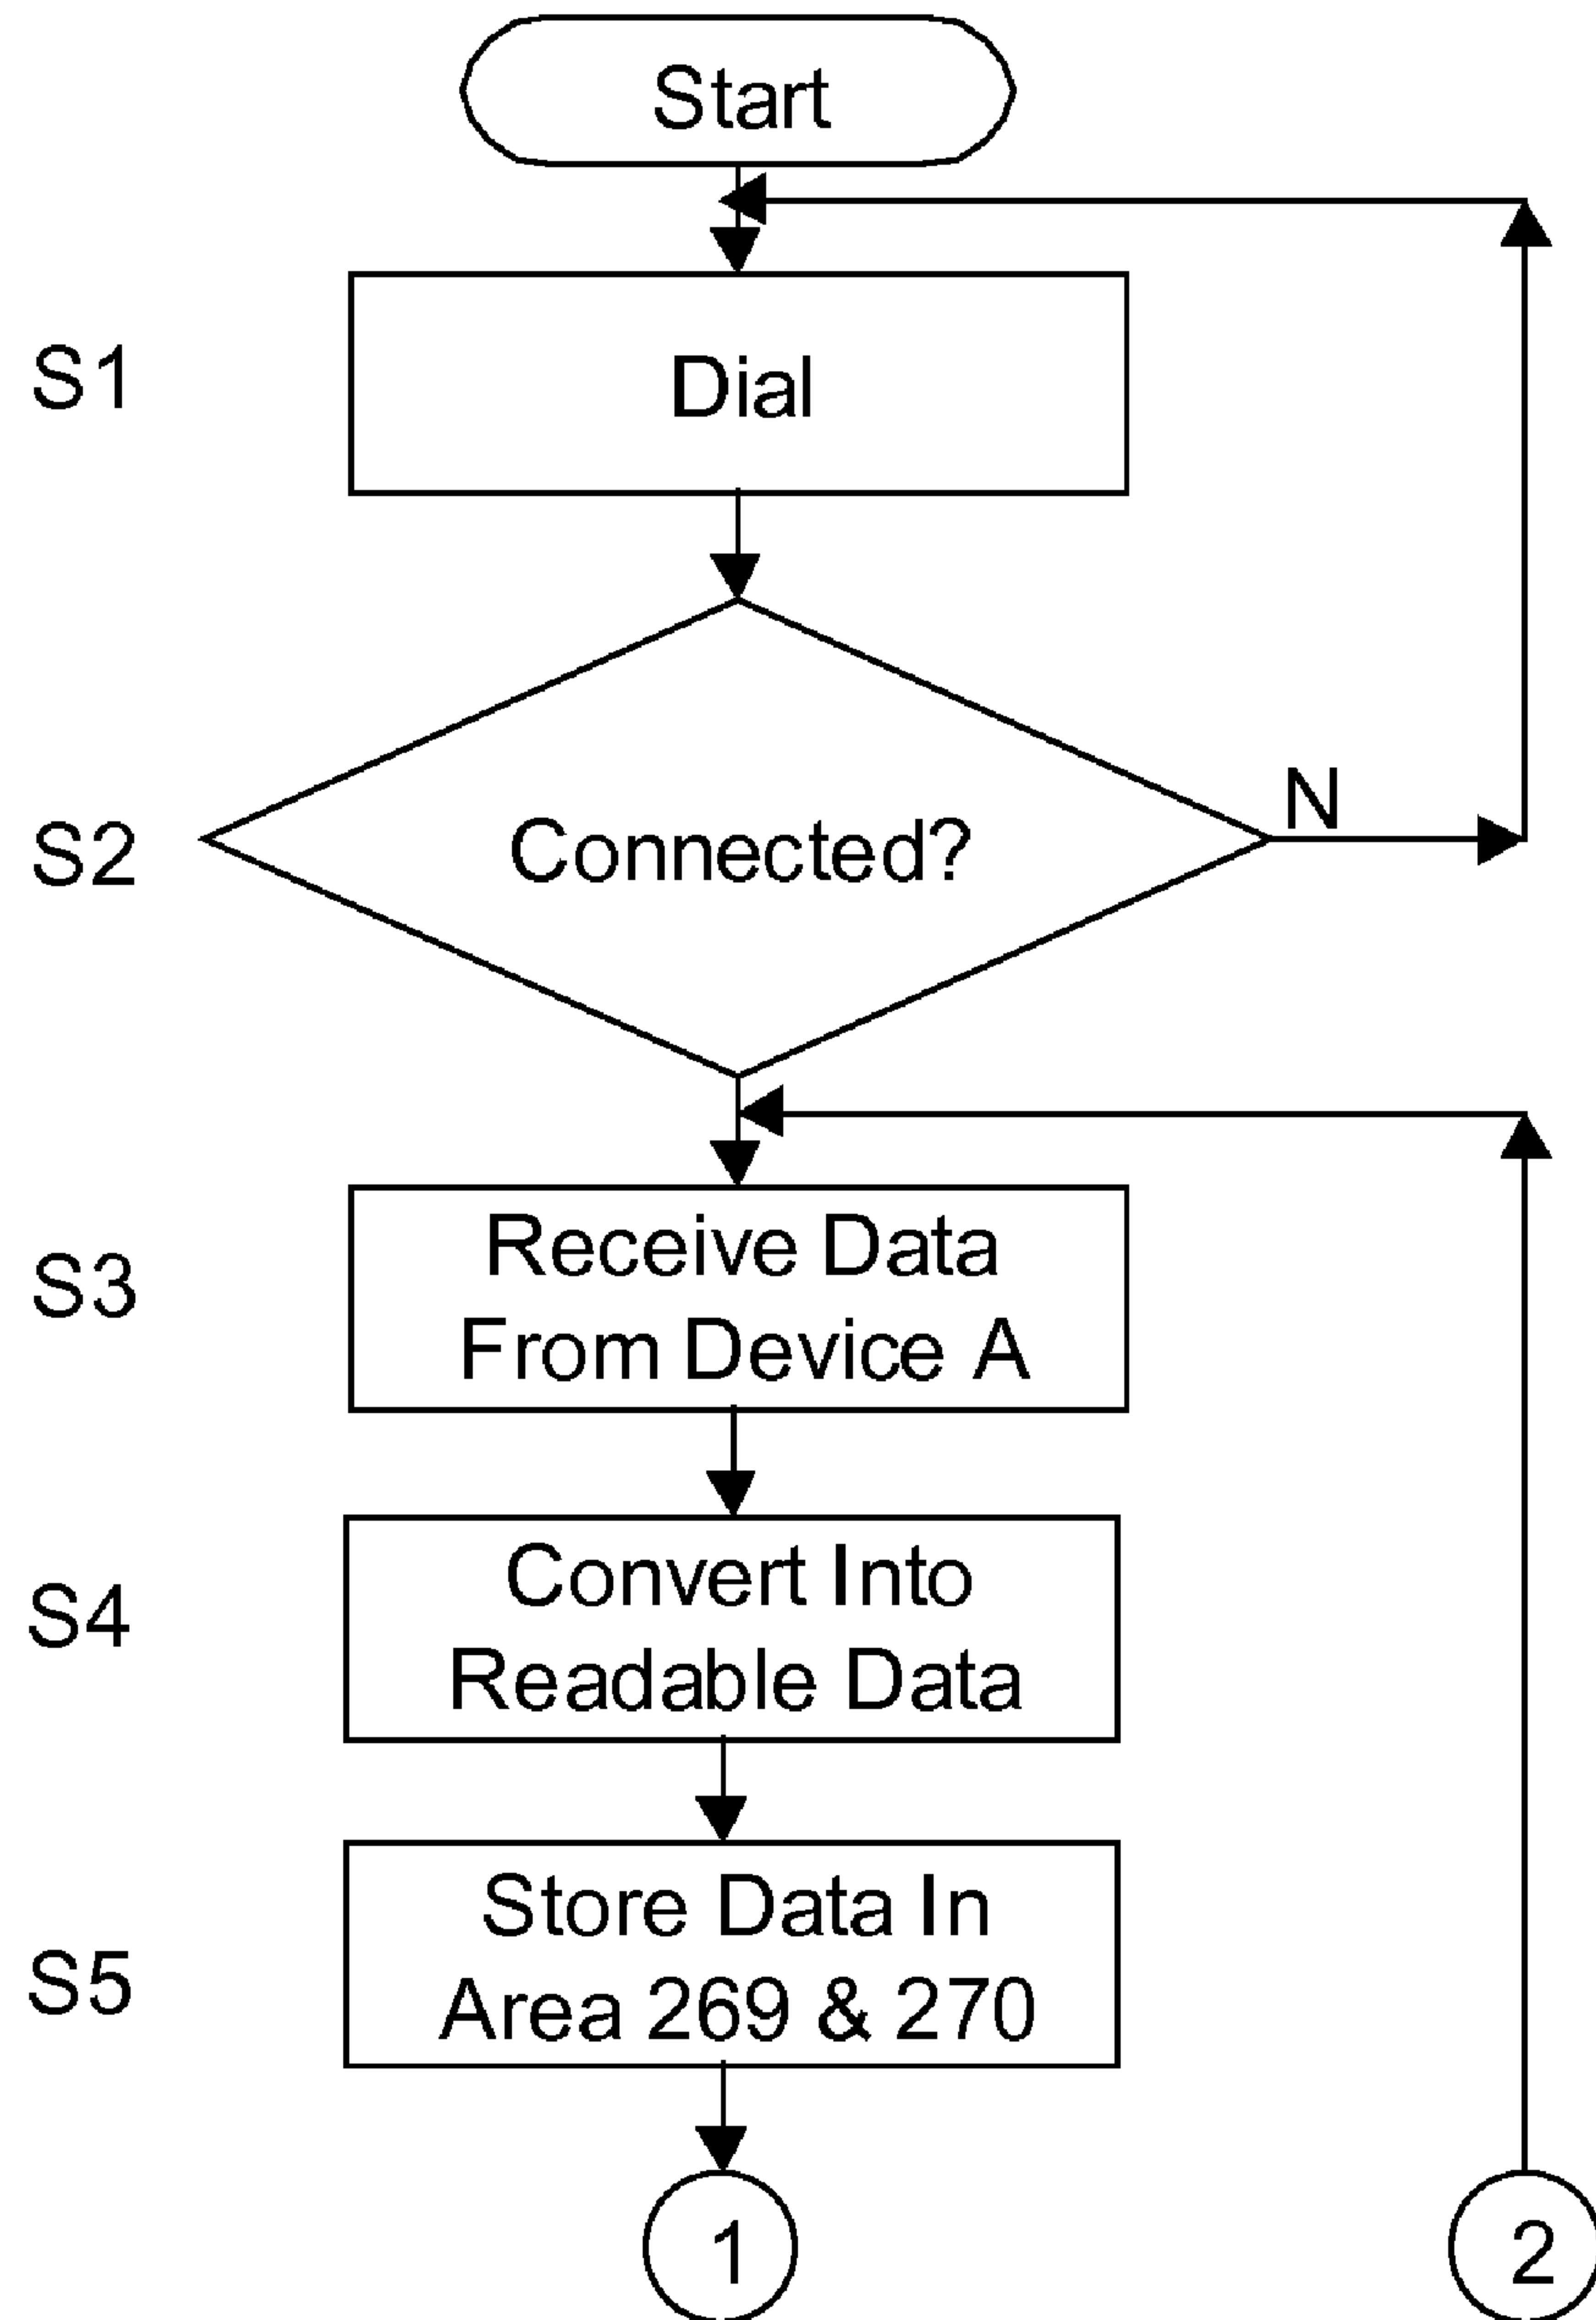 Start
S1
Dial
N
S2
Connected?
S3
Receive Data
From Device A
S4
Convert Into
Readable Data
S5
Store Data In
Area 269 & 270
1
2